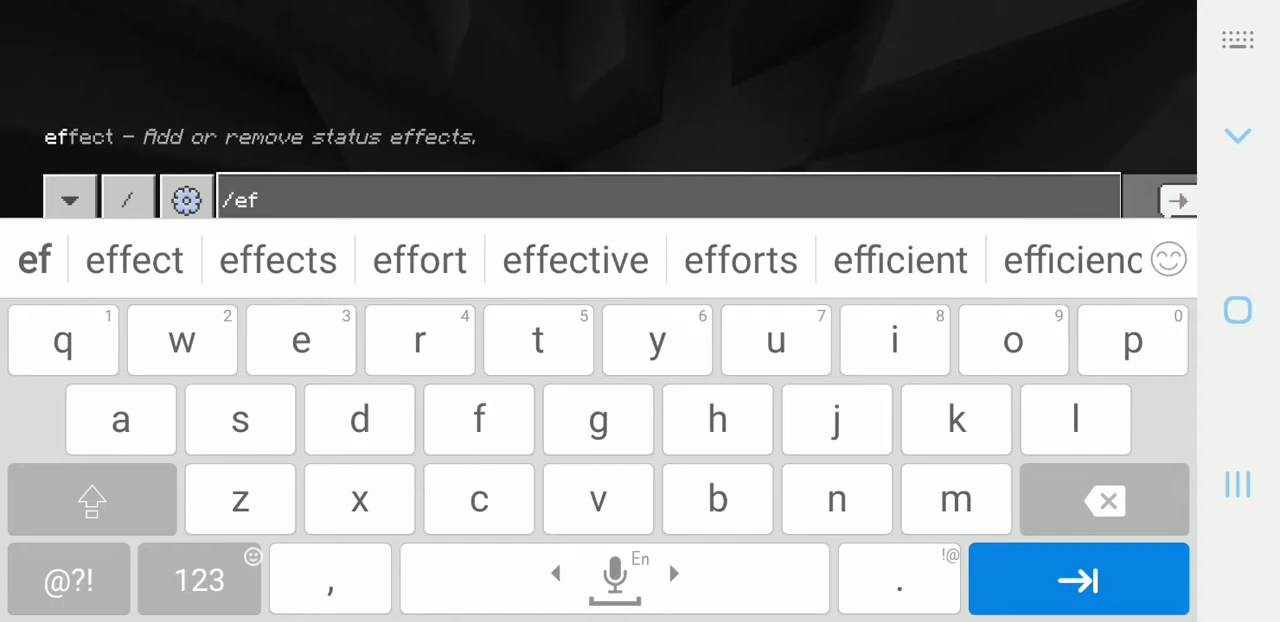 effect - Add or remove status effects.
/ /ef
ef effect effects effort effective efforts efficient efficienc
q 1 w 2 e 3 r 4 t 5 y 6 u 7 i 8 o 9 p 0
a s d f g h j k l
z x c v b n m
@?! 123 , En . !@